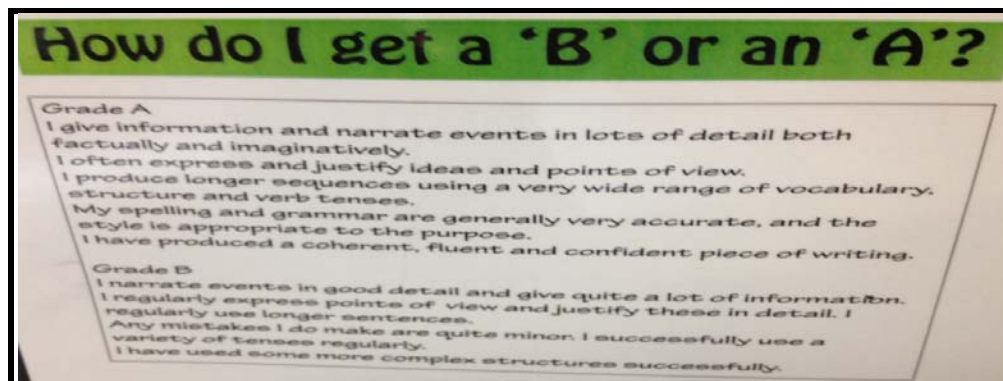 How do I get a 'B' or an 'A'?
Grade A
I give information and narrate events in lots of detail both
factually and imaginatively.
I often express and justify ideas and points of view.
I produce longer sequences using a very wide range of vocabulary,
structure and verb tenses.
My spelling and grammar are generally very accurate, and the
style is appropriate to the purpose.
I have produced a coherent, fluent and confident piece of writing.
Grade B
I narrate events in good detail and give quite a lot of information.
I regularly express points of view and justify these in detail. I
regularly use longer sentences.
Any mistakes I do make are quite minor. I successfully use a
variety of tenses regularly.
I have used some more complex structures successfully.